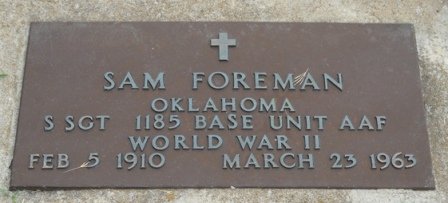 SAM FOREMAN
OKLAHOMA
S SGT 1185 BASE UNIT AAF
WORLD WAR II
FEB 5 1910 MARCH 23 1963